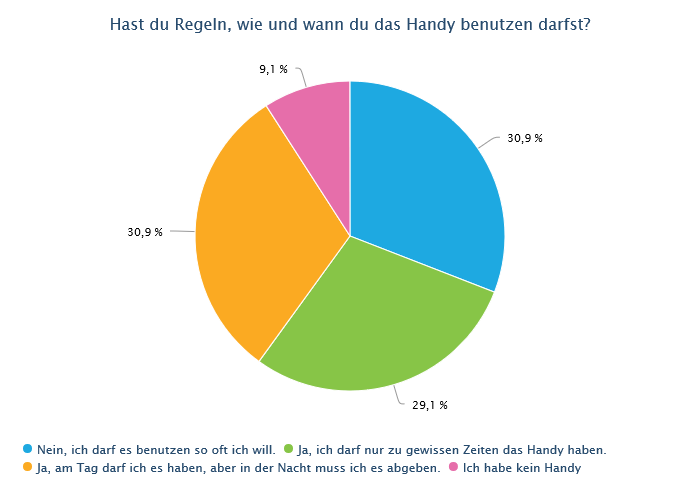 Hast du Regeln, wie und wann du das Handy benutzen darfst?
9,1 %
30,9 %
30,9 %
29,1 %
Nein, ich darf es benutzen so oft ich will. Ja, ich darf nur zu gewissen Zeiten das Handy haben.
Ja, am Tag darf ich es haben, aber in der Nacht muss ich es abgeben. Ich habe kein Handy